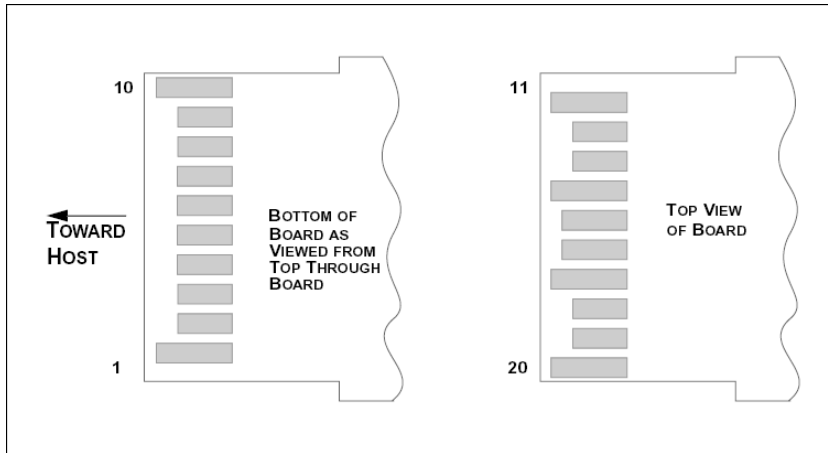 10
TOWARD
HOST
1
BOTTOM OF
BOARD AS
VIEWED FROM
TOP THROUGH
BOARD
11
20
TOP VIEW
OF BOARD